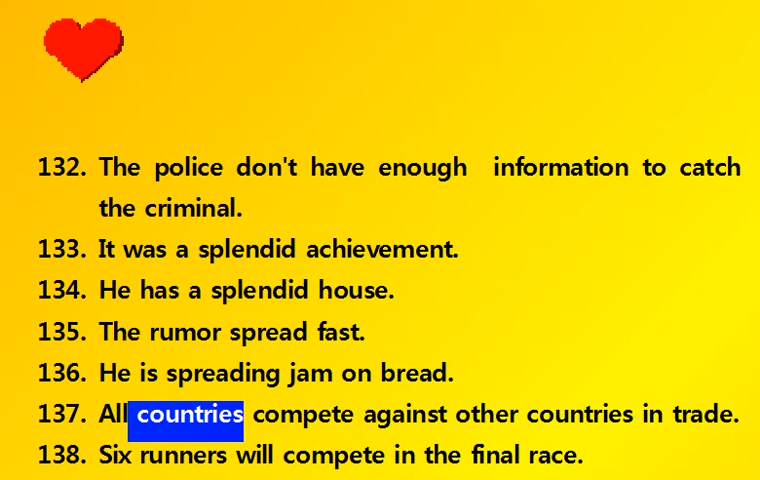 132. The police don't have enough information to catch
the criminal.
133. It was a splendid achievement.
134. He has a splendid house.
135. The rumor spread fast.
136. He is spreading jam on bread.
137. All countries compete against other countries in trade.
138. Six runners will compete in the final race.